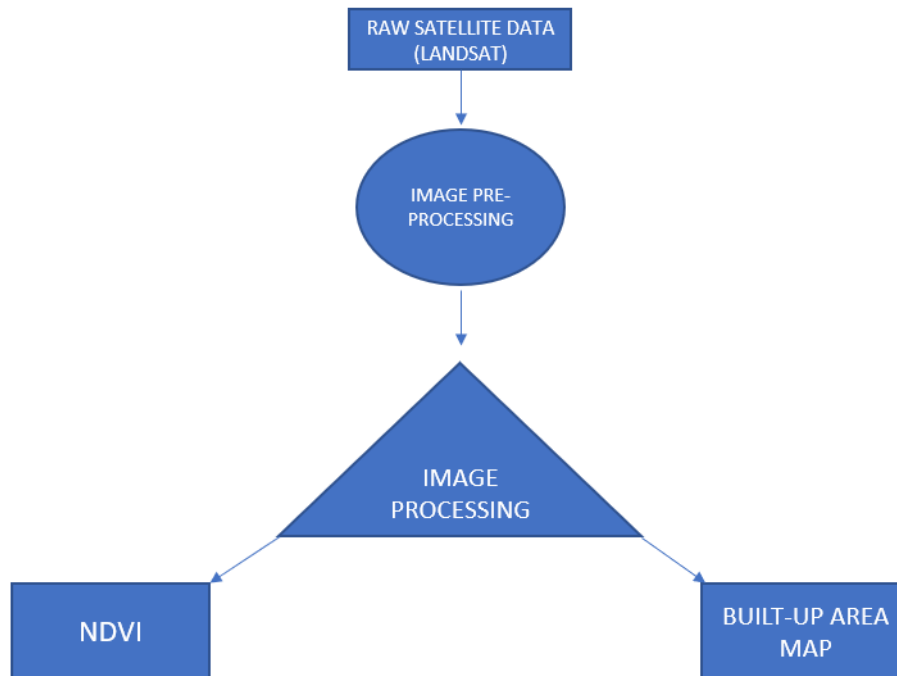 RAW SATELLITE DATA
(LANDSAT)
IMAGE PRE-
PROCESSING
IMAGE
PROCESSING
NDVI
BUILT-UP AREA
MAP